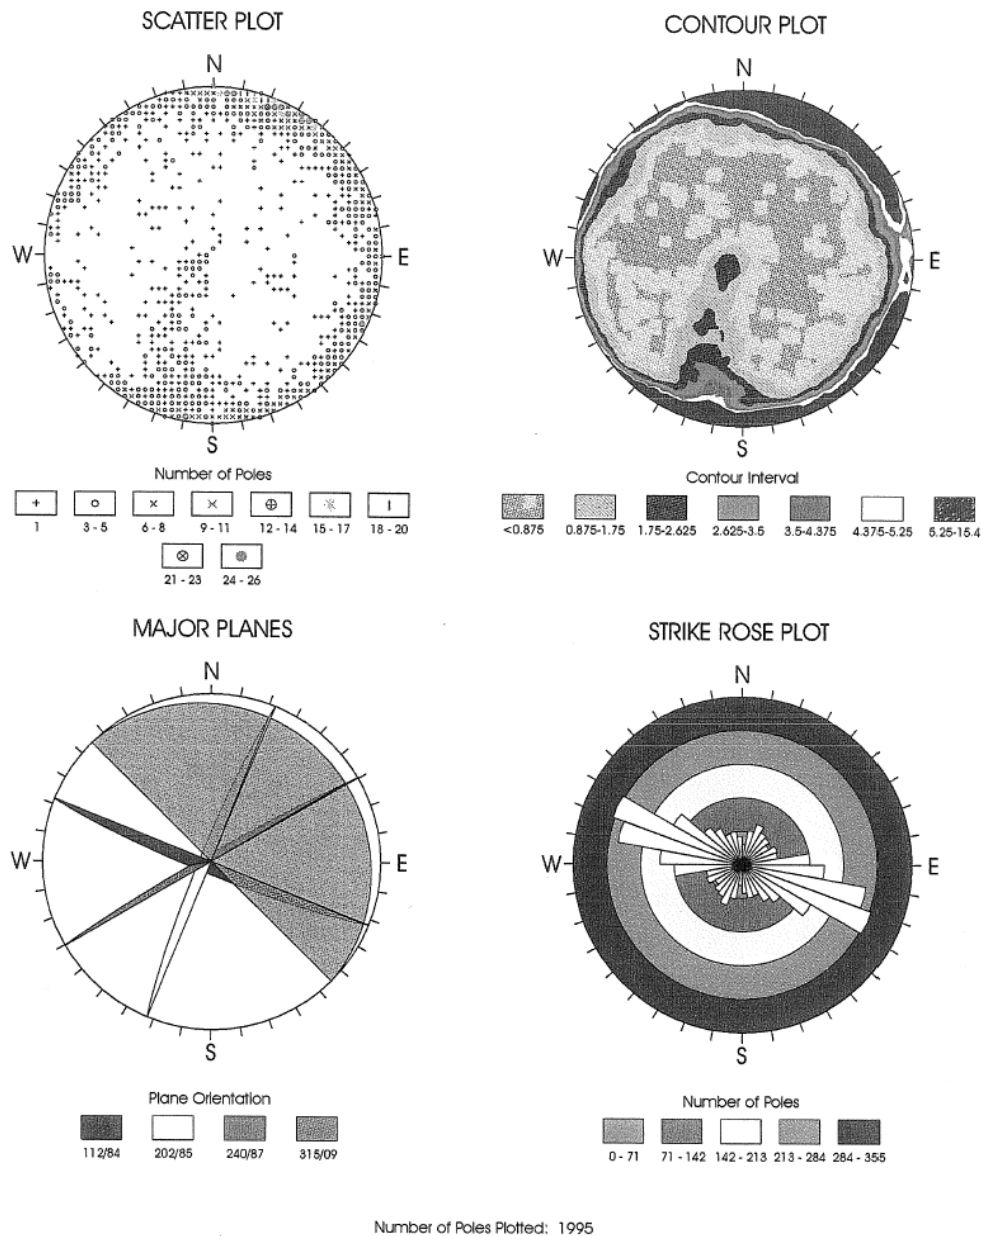 SCATTER PLOT
N
W
E
S
Number of Poles
1
3 - 5
6 - 8
9 - 11
12 - 14
15 - 17
18 - 20
21 - 23
24 - 26
CONTOUR PLOT
N
W
E
S
Contour Interval
<0.875
0.875-1.75
1.75-2.625
2.625-3.5
3.5-4.375
4.375-5.25
5.25-15.4
MAJOR PLANES
N
W
E
S
Plane Orientation
112/84
202/85
240/87
315/09
STRIKE ROSE PLOT
N
W
E
S
Number of Poles
0 - 71
71 - 142
142 - 213
213 - 284
284 - 355
Number of Poles Plotted: 1995